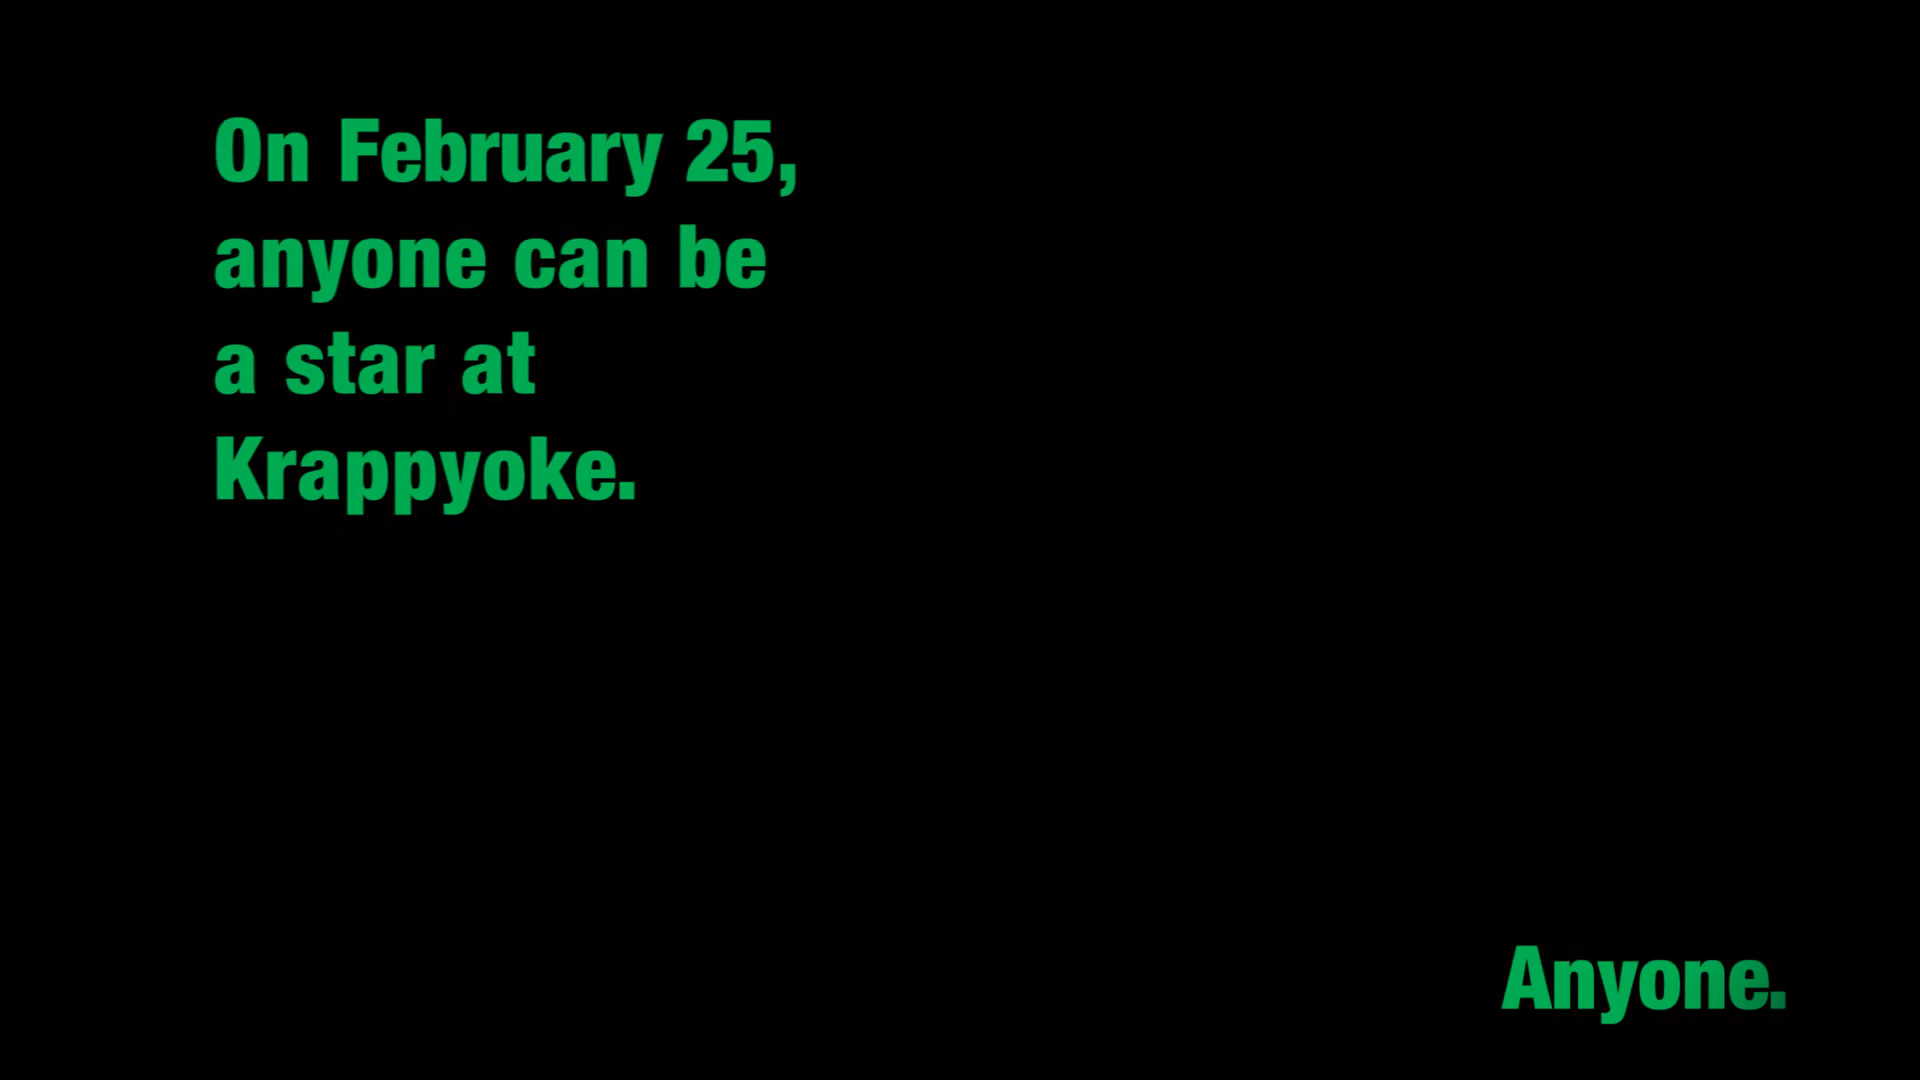 On February 25,
anyone can be
a star at
Krappyoke.
Anyone.